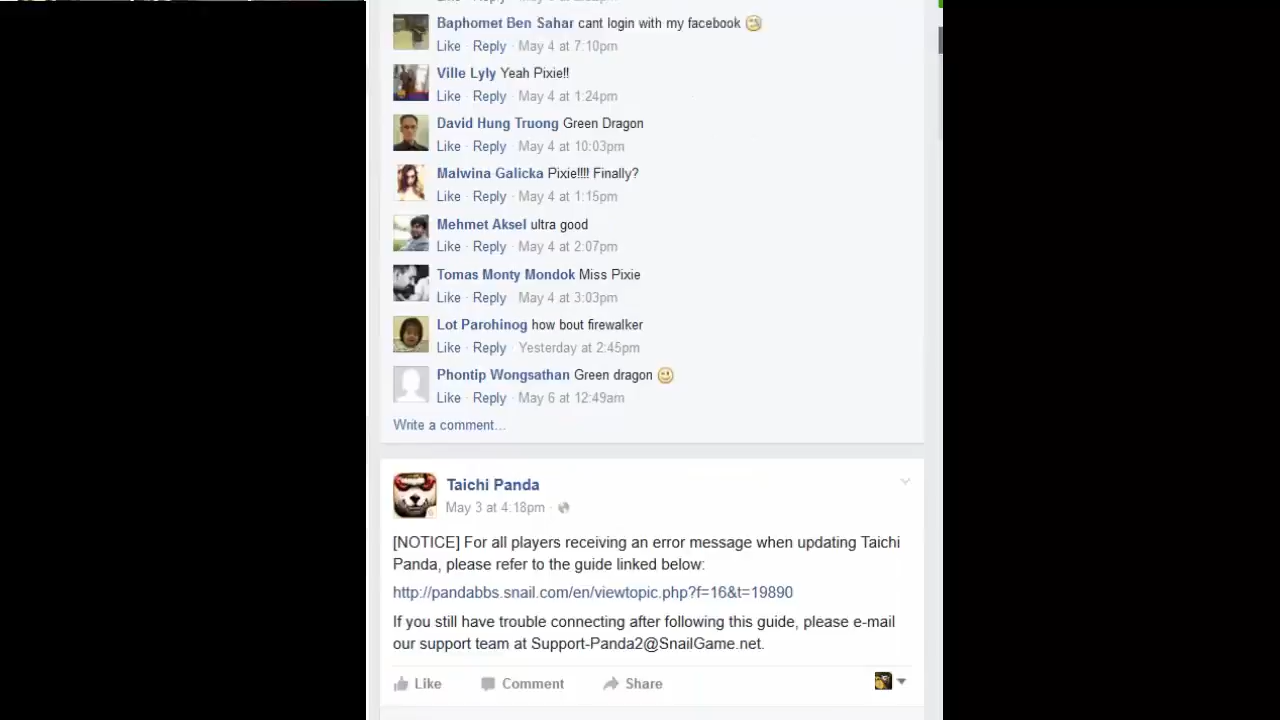 Baphomet Ben Sahar cant login with my facebook
Like · Reply · May 4 at 7:10pm
Ville Lyly Yeah Pixie!!
Like · Reply · May 4 at 1:24pm
David Hung Truong Green Dragon
Like · Reply · May 4 at 10:03pm
Malwina Galicka Pixie!!!! Finally?
Like · Reply · May 4 at 1:15pm
Mehmet Aksel ultra good
Like · Reply · May 4 at 2:07pm
Tomas Monty Mondok Miss Pixie
Like · Reply · May 4 at 3:03pm
Lot Parohinog how bout firewalker
Like · Reply · Yesterday at 2:45pm
Phontip Wongsathan Green dragon
Like · Reply · May 6 at 12:49am
Write a comment...
Taichi Panda
May 3 at 4:18pm ·
[NOTICE] For all players receiving an error message when updating Taichi
Panda, please refer to the guide linked below:
http://pandabbs.snail.com/en/viewtopic.php?f=16&t=19890
If you still have trouble connecting after following this guide, please e-mail
our support team at Support-Panda2@SnailGame.net.
Like Comment Share